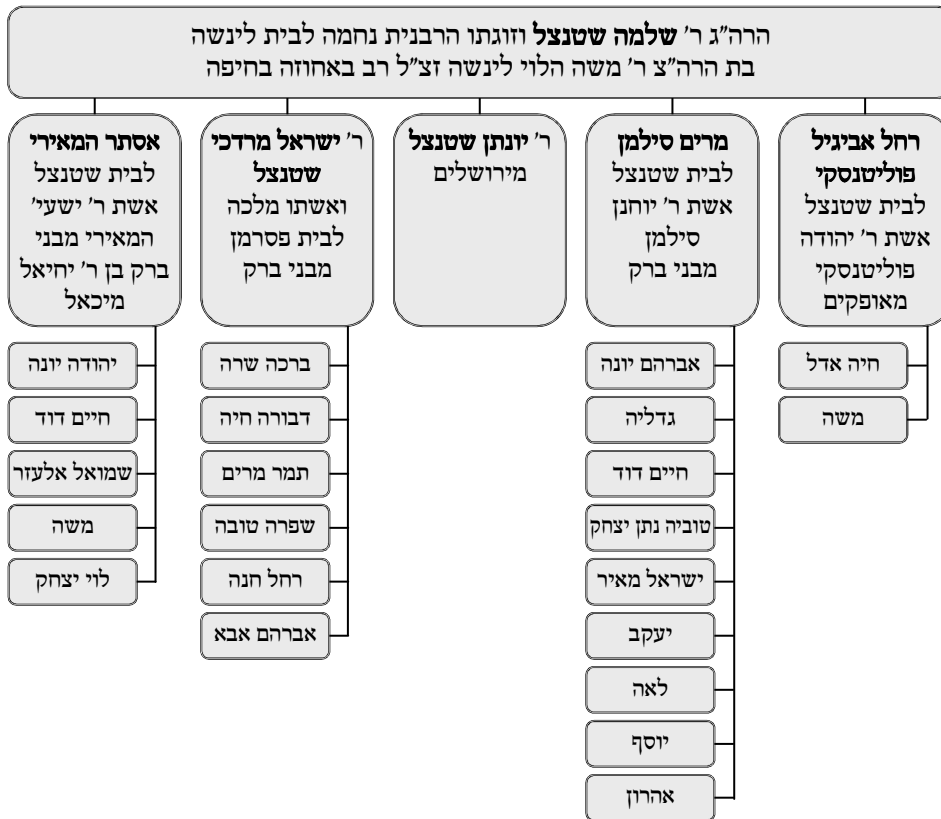 הרה"ג ר' שלמה שטנצל וזוגתו הרבנית נחמה לבית לינשה
בת הרה"צ ר' משה הלוי לינשה זצ"ל רב באחוזה בחיפה
רחל אביגיל
פוליטנסקי
לבית שטנצל
אשת ר' יהודה
פוליטנסקי
מאופקים
חיה אדל
משה
מרים סילמן
לבית שטנצל
אשת ר' יוחנן
סילמן
מבני ברק
אברהם יונה
גדליה
חיים דוד
טוביה נתן יצחק
ישראל מאיר
יעקב
לאה
יוסף
אהרון
ר' יונתן שטנצל
מירושלים
ר' ישראל מרדכי
שטנצל
ואשתו מלכה
לבית פסרמן
מבני ברק
ברכה שרה
דבורה חיה
תמר מרים
שפרה טובה
רחל חנה
אברהם אבא
אסתר המאירי
לבית שטנצל
אשת ר' ישעי'
המאירי מבני
ברק בן ר' יחיאל
מיכאל
יהודה יונה
חיים דוד
שמואל אלעזר
משה
לוי יצחק